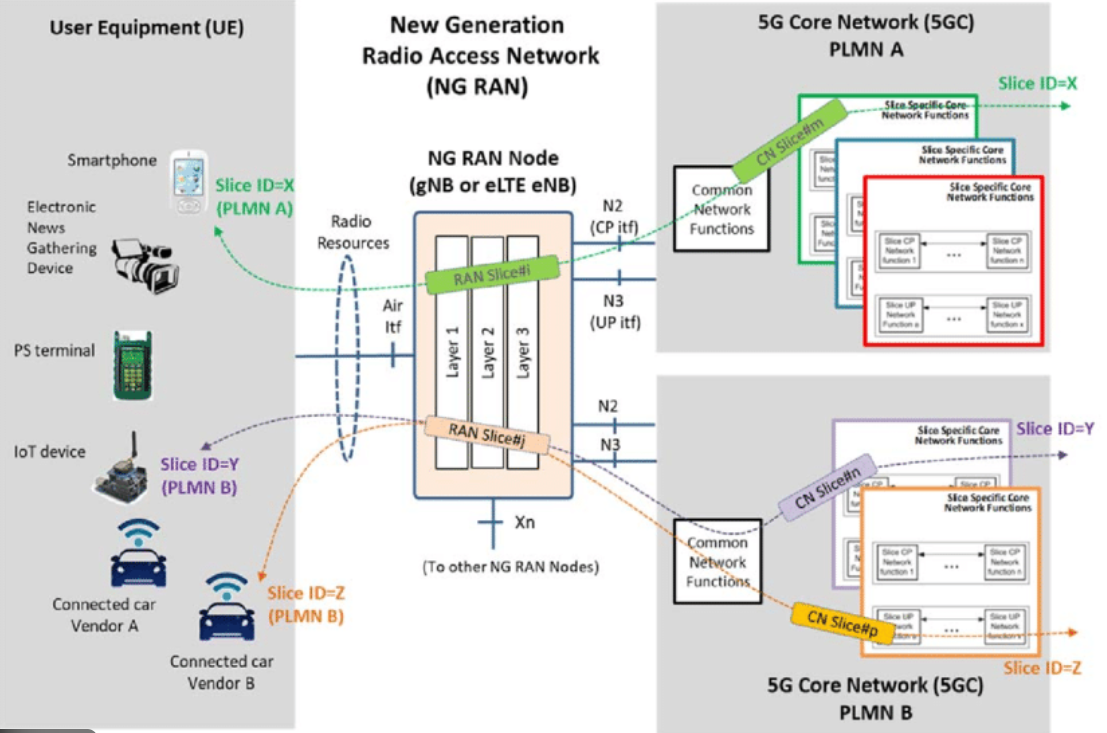 User Equipment (UE)
New Generation
Radio Access Network
(NG RAN)
5G Core Network (5GC)
PLMN A
Slice ID=X
Slice Specific Core
Network Functions
CN Slice#m
Slice Specific Core
Network Functions
Slice Specific Core
Network Functions
Common
Network
Functions
Slice CP
Network
function 1
...
Slice CP
Network
function n
Slice UP
Network
Function a
...
Slice UP
Network
function x
Smartphone
Slice ID=X
(PLMN A)
Electronic
News
Gathering
Device
PS terminal
IoT device
Slice ID=Y
(PLMN B)
Connected car
Vendor A
Slice ID=Z
(PLMN B)
Connected car
Vendor B
Radio
Resources
Air
Itf
NG RAN Node
(gNB or eLTE eNB)
RAN Slice#i
Layer 1
Layer 2
Layer 3
RAN Slice#j
N2
(CP itf)
N3
(UP itf)
N2
N3
Xn
(To other NG RAN Nodes)
Slice ID=Y
Slice Specific Core
Network Functions
CN Slice#n
Slice Specific Core
Network Functions
Common
Network
Functions
Slice CP
Network
function 1
...
Slice CP
Network
function n
CN Slice#p
Slice UP
...
Slice UP
Network
Slice ID=Z
5G Core Network (5GC)
PLMN B